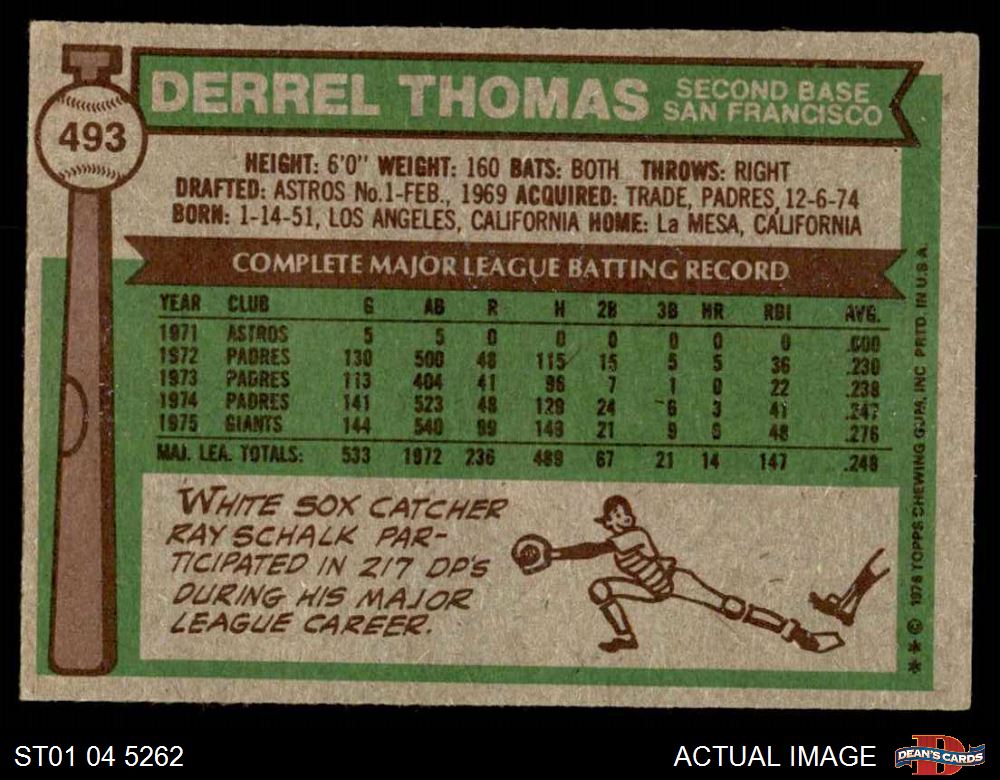 493
DERREL THOMAS SECOND BASE
SAN FRANCISCO
HEIGHT: 6'0" WEIGHT: 160 BATS: BOTH THROWS: RIGHT
DRAFTED: ASTROS No.1-FEB., 1969 ACQUIRED: TRADE, PADRES, 12-6-74
BORN: 1-14-51, LOS ANGELES, CALIFORNIA HOME: La MESA, CALIFORNIA
COMPLETE MAJOR LEAGUE BATTING RECORD
YEAR CLUB G AB R H 2B 3B HR RBI AVG.
1971 ASTROS 5 5 0 0 0 0 0 0 .000
1972 PADRES 130 500 48 115 15 5 5 36 .230
1973 PADRES 113 404 41 96 7 1 0 22 .238
1974 PADRES 141 523 48 129 24 6 3 41 .247
1975 GIANTS 144 540 99 149 21 9 48 .276
MAJ. LEA. TOTALS: 533 1972 236 489 67 21 14 147 .248
WHITE SOX CATCHER
RAY SCHALK PAR-
TICIPATED IN 217 DP'S
DURING HIS MAJOR
LEAGUE CAREER.
** © 1976 TOPPS CHEWING GUM, INC PRTD. IN U.S.A.
ST01 04 5262
ACTUAL IMAGE
D
DEAN'S CARDS